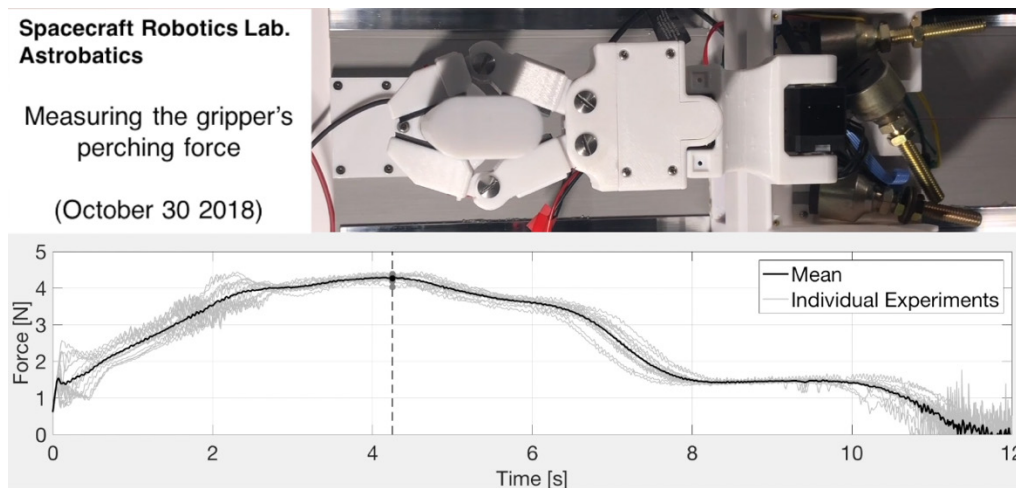 Spacecraft Robotics Lab.
Astrobatics
Measuring the gripper's
perching force
(October 30 2018)
Force [N]
5
4
3
2
1
0
Mean
Individual Experiments
0 2 4 6 8 10 12
Time [s]